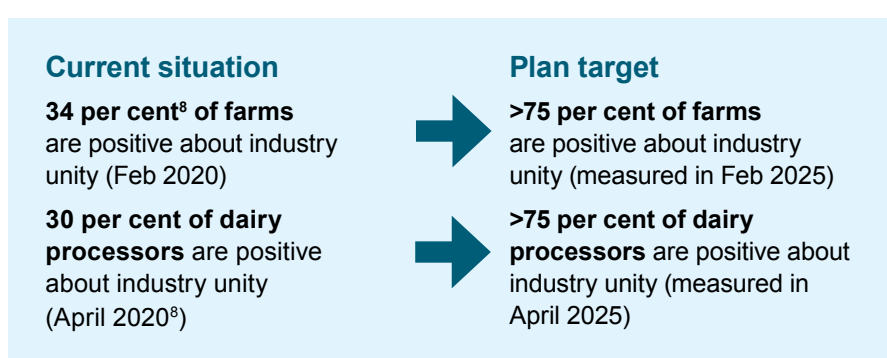 Current situation
34 per cent⁸ of farms
are positive about industry
unity (Feb 2020)
30 per cent of dairy
processors are positive
about industry unity
(April 2020⁸)
Plan target
>75 per cent of farms
are positive about industry
unity (measured in Feb 2025)
>75 per cent of dairy
processors are positive about
industry unity (measured in
April 2025)